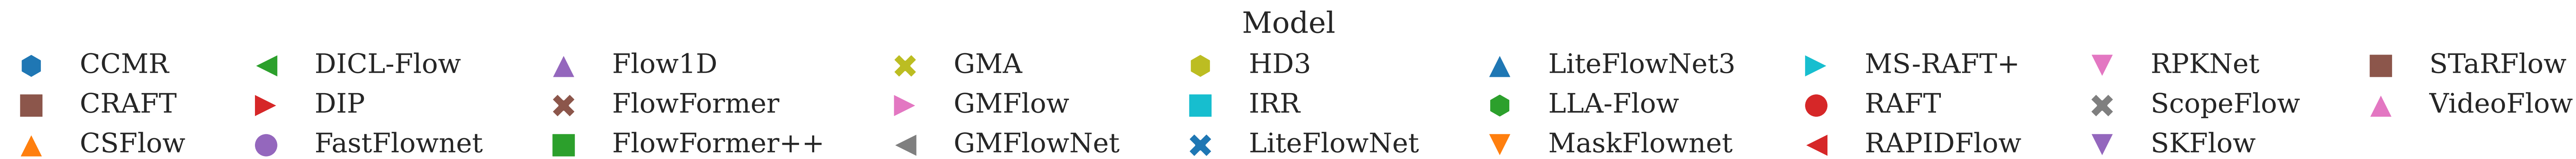 Model
CCMR DICL-Flow Flow1D GMA HD3 LiteFlowNet3 MS-RAFT+ RPKNet STaRFlow
CRAFT DIP FlowFormer GMFlow IRR LLA-Flow RAFT ScopeFlow VideoFlow
CSFlow FastFlownet FlowFormer++ GMFlowNet LiteFlowNet MaskFlownet RAPIDFlow SKFlow